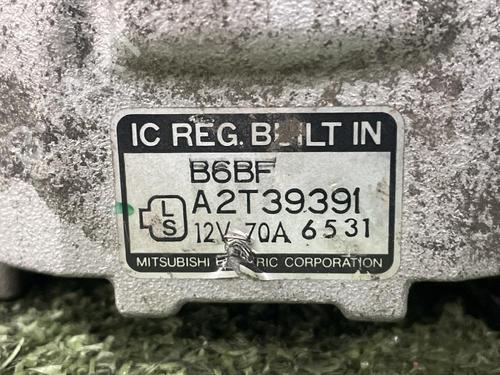 IC REG. BUILT IN
B6BF
L
S
A2T39391
12V 70A 6531
MITSUBISHI ELECTRIC CORPORATION